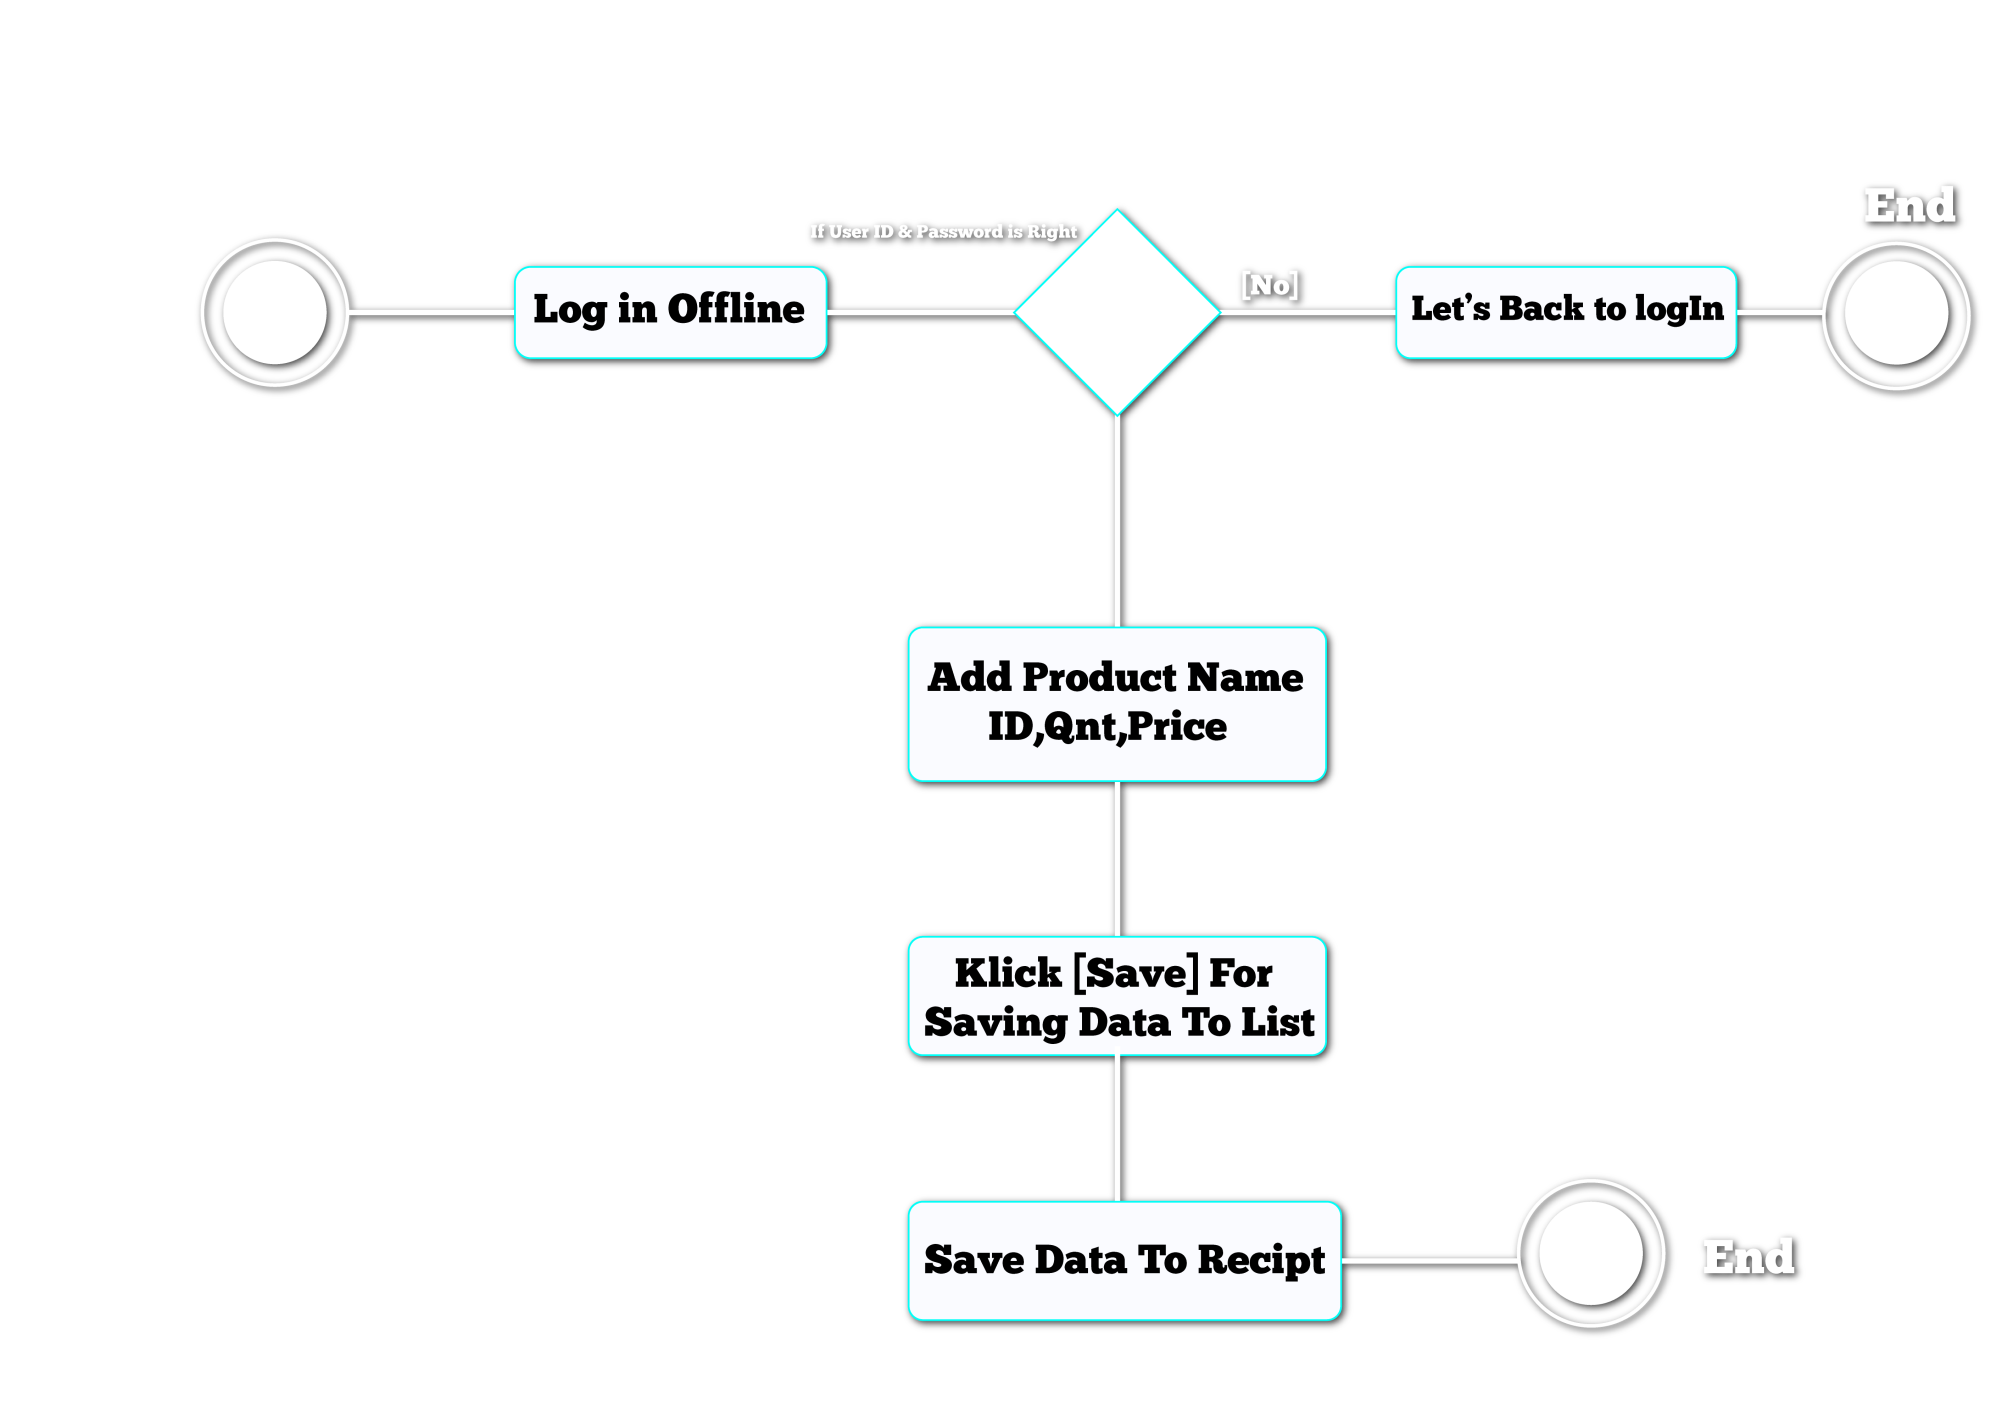 End
If User ID & Password is Right
[No]
Log in Offline
Let's Back to logIn
Add Product Name
ID,Qnt,Price
Klick [Save] For
Saving Data To List
Save Data To Recipt
End